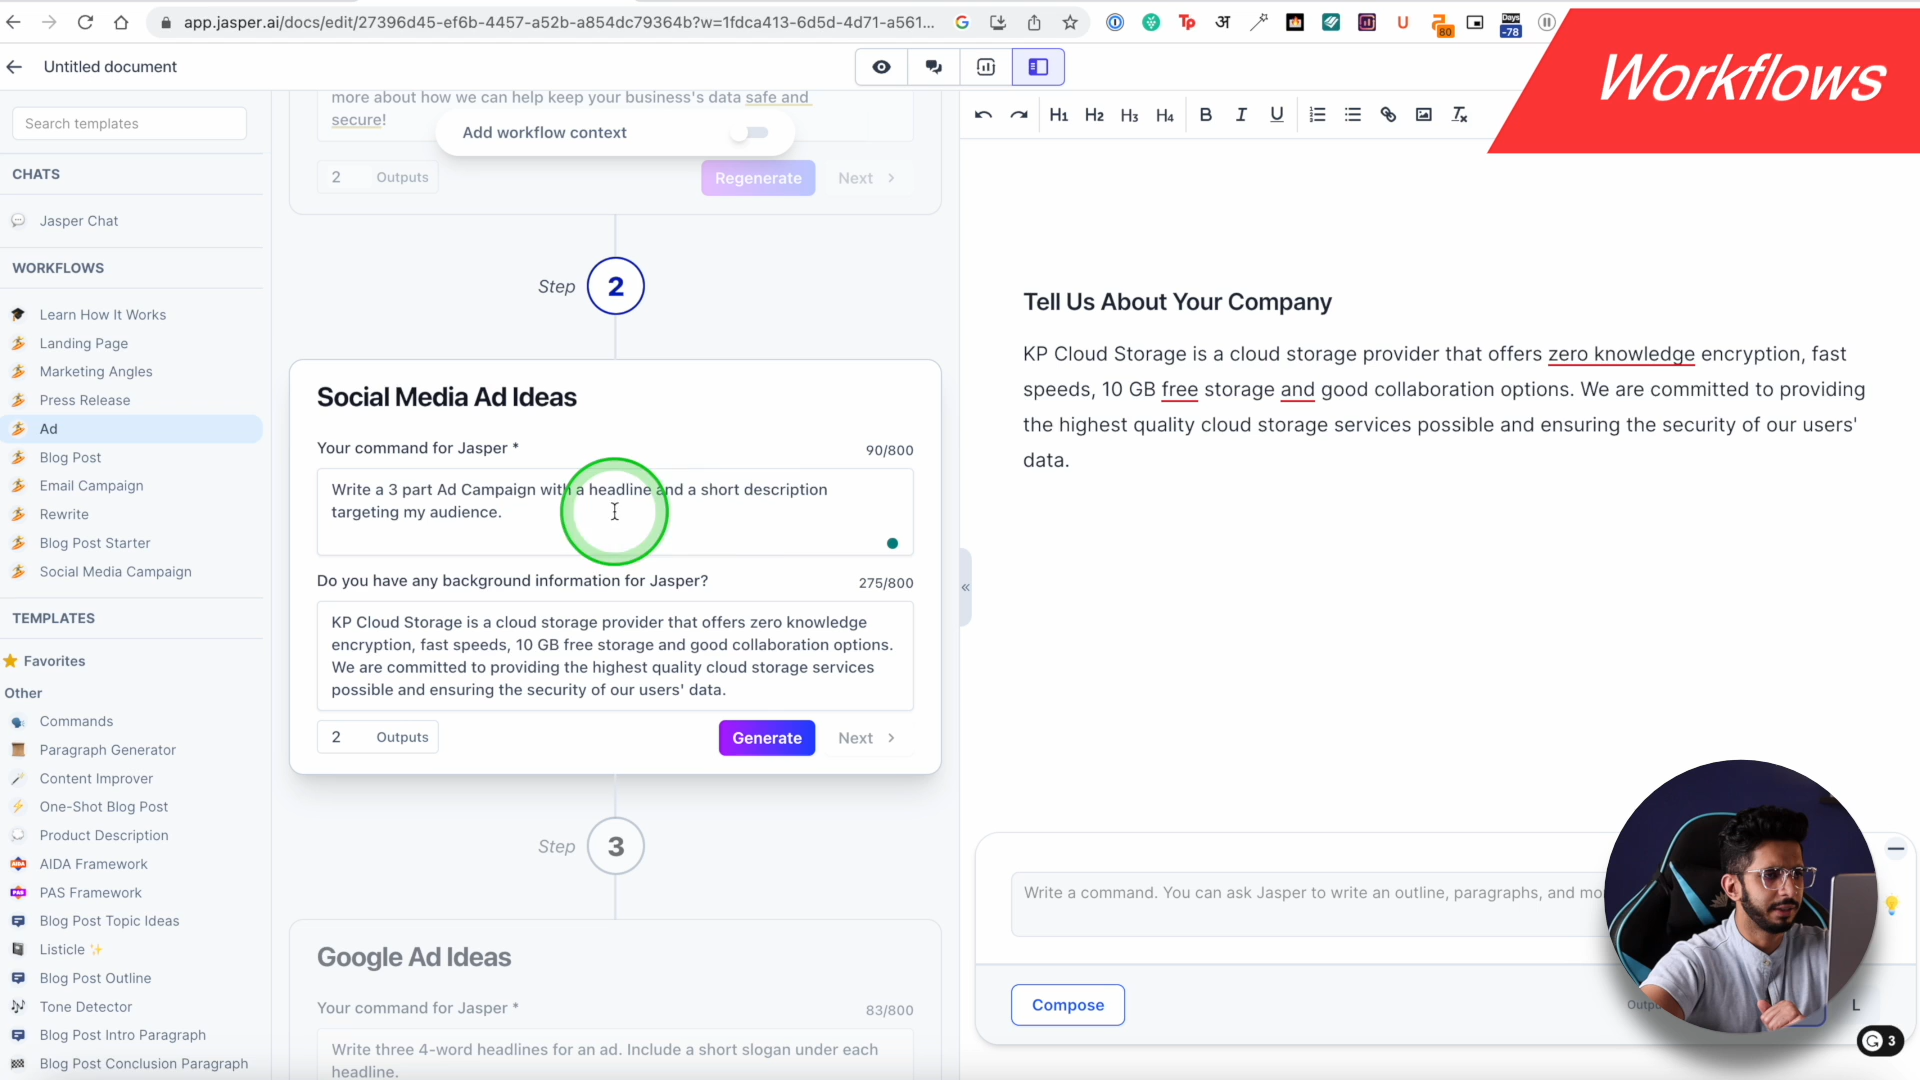 app.jasper.ai/docs/edit/27396d45-ef6b-4457-a52b-a854dc79364b?w=1fdca413-6d5d-4d71-a561...
Tp
अ
U
80
Days
-78
Workflows
Untitled document
Search templates
CHATS
Jasper Chat
WORKFLOWS
Learn How It Works
Landing Page
Marketing Angles
Press Release
Ad
Blog Post
Email Campaign
Rewrite
Blog Post Starter
Social Media Campaign
TEMPLATES
Favorites
Other
Commands
Paragraph Generator
Content Improver
One-Shot Blog Post
Product Description
AIDA Framework
PAS Framework
Blog Post Topic Ideas
Listicle
Blog Post Outline
Tone Detector
Blog Post Intro Paragraph
Blog Post Conclusion Paragraph
more about how we can help keep your business's data safe and
secure!
Add workflow context
2 Outputs
Regenerate
Next
Step 2
Social Media Ad Ideas
Your command for Jasper *
90/800
Write a 3 part Ad Campaign with a headline and a short description
targeting my audience.
Do you have any background information for Jasper?
275/800
KP Cloud Storage is a cloud storage provider that offers zero knowledge
encryption, fast speeds, 10 GB free storage and good collaboration options.
We are committed to providing the highest quality cloud storage services
possible and ensuring the security of our users' data.
2 Outputs
Generate
Next
Step 3
Google Ad Ideas
Your command for Jasper *
83/800
Write three 4-word headlines for an ad. Include a short slogan under each
headline.
H1 H2 H3 H4 B I U
Tell Us About Your Company
KP Cloud Storage is a cloud storage provider that offers zero knowledge encryption, fast
speeds, 10 GB free storage and good collaboration options. We are committed to providing
the highest quality cloud storage services possible and ensuring the security of our users'
data.
Write a command. You can ask Jasper to write an outline, paragraphs, and mo
Compose
Outpu
L
3